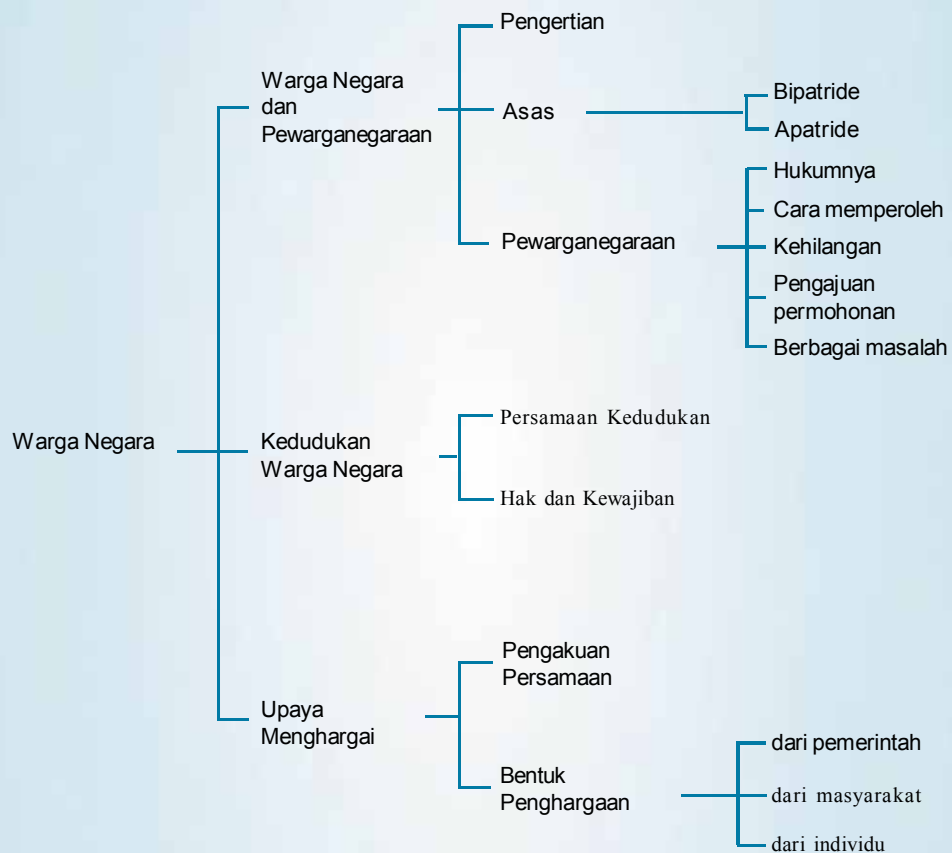 Warga Negara
Warga Negara
dan
Pewarganegaraan
Pengertian
Asas
Bipatride
Apatride
Pewarganegaraan
Hukumnya
Cara memperoleh
Kehilangan
Pengajuan
permohonan
Berbagai masalah
Kedudukan
Warga Negara
Persamaan Kedudukan
Hak dan Kewajiban
Upaya
Menghargai
Pengakuan
Persamaan
Bentuk
Penghargaan
dari pemerintah
dari masyarakat
dari individu